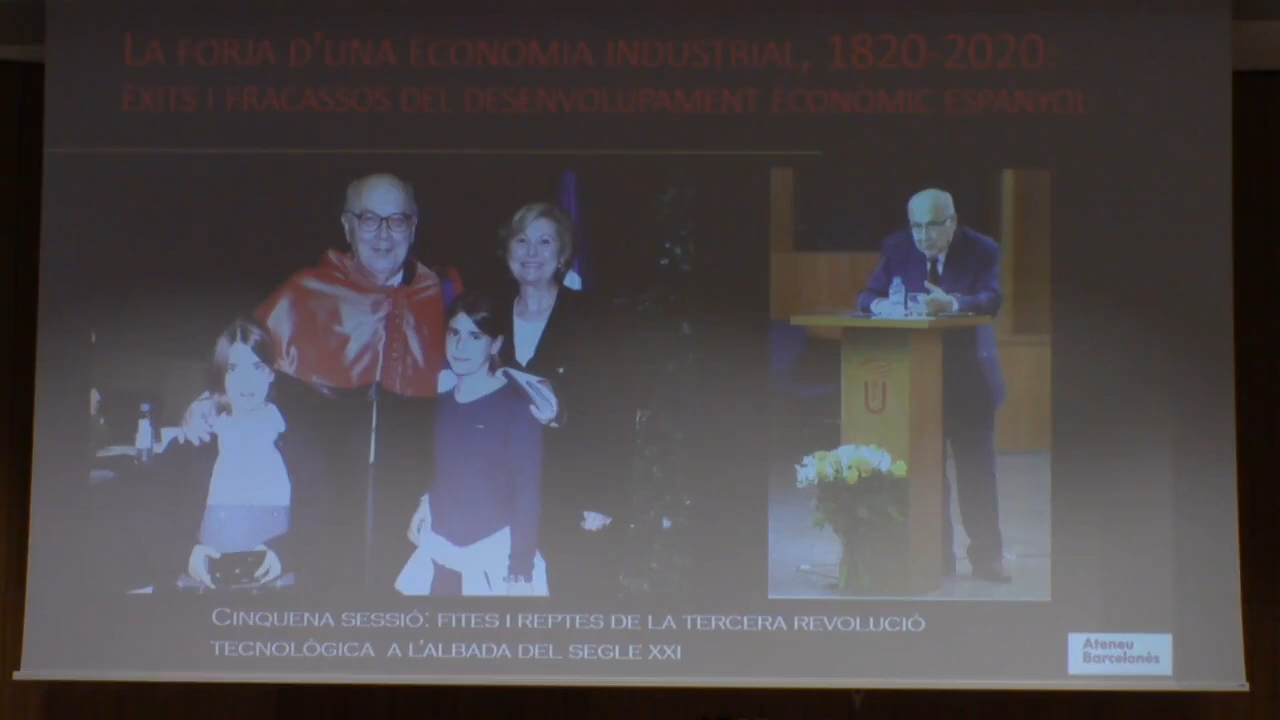 LA FORJA D'UNA ECONOMIA INDUSTRIAL, 1820-2020:
ÈXITS I FRACASSOS DEL DESENVOLUPAMENT ECONÒMIC ESPANYOL
U
CINQUENA SESSIÓ: FITES I REPTES DE LA TERCERA REVOLUCIÓ
TECNOLÒGICA A L'ALBADA DEL SEGLE XXI
Ateneu
Barcelonès